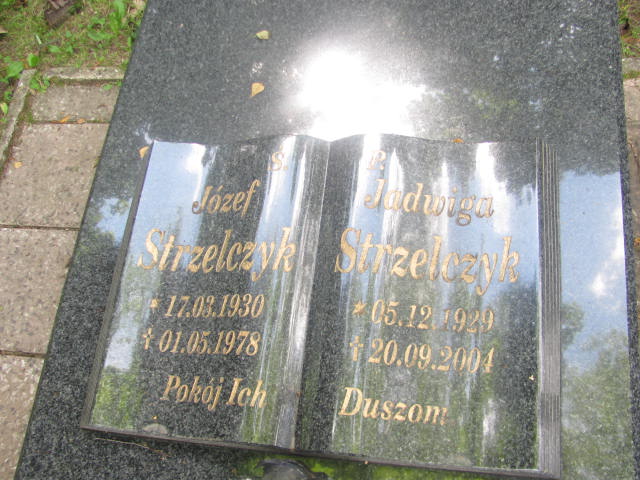 Ś. P.
Józef
Strzelczyk
* 17.03.1930
† 01.05.1978
Pokój Ich
Jadwiga
Strzelczyk
* 05.12.1929
† 20.09.2004
Duszom